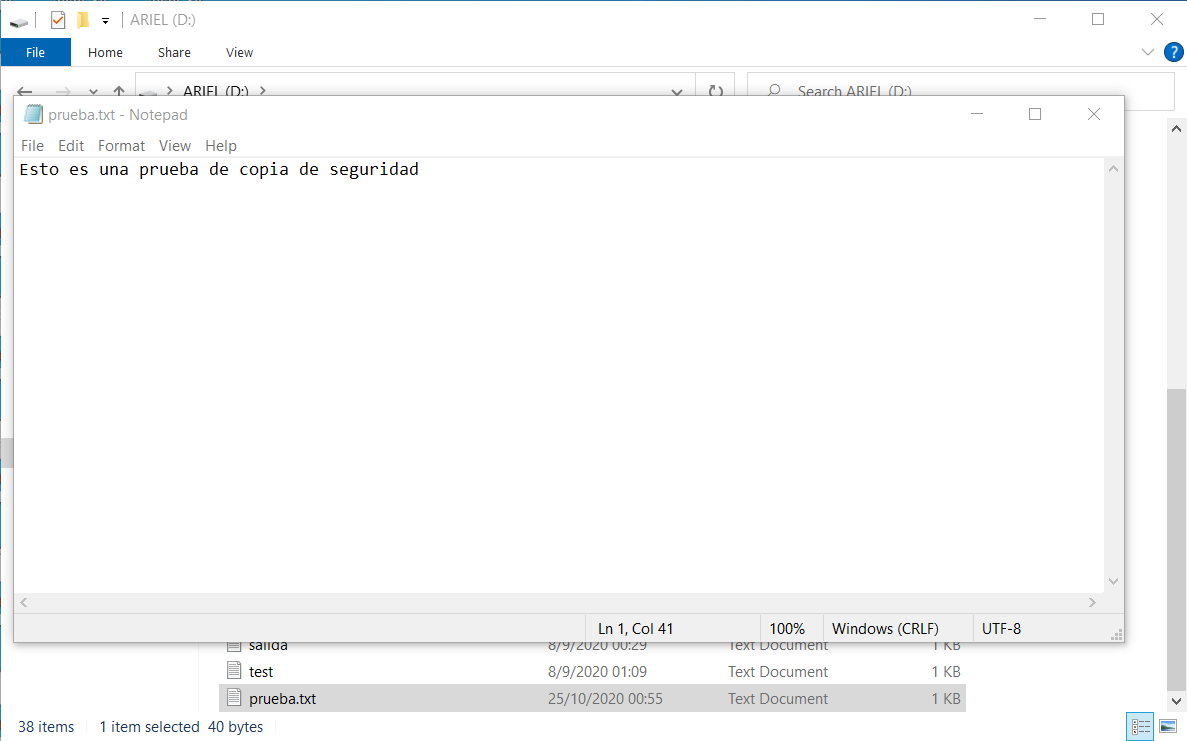 ARIEL (D:)
File Home Share View
ARIEL (D:) Search ARIEL (D:)
prueba.txt - Notepad
File Edit Format View Help
Esto es una prueba de copia de seguridad
Ln 1, Col 41 100% Windows (CRLF) UTF-8
salida 8/9/2020 00:29 Text Document 1 KB
test 8/9/2020 01:09 Text Document 1 KB
prueba.txt 25/10/2020 00:55 Text Document 1 KB
38 items 1 item selected 40 bytes